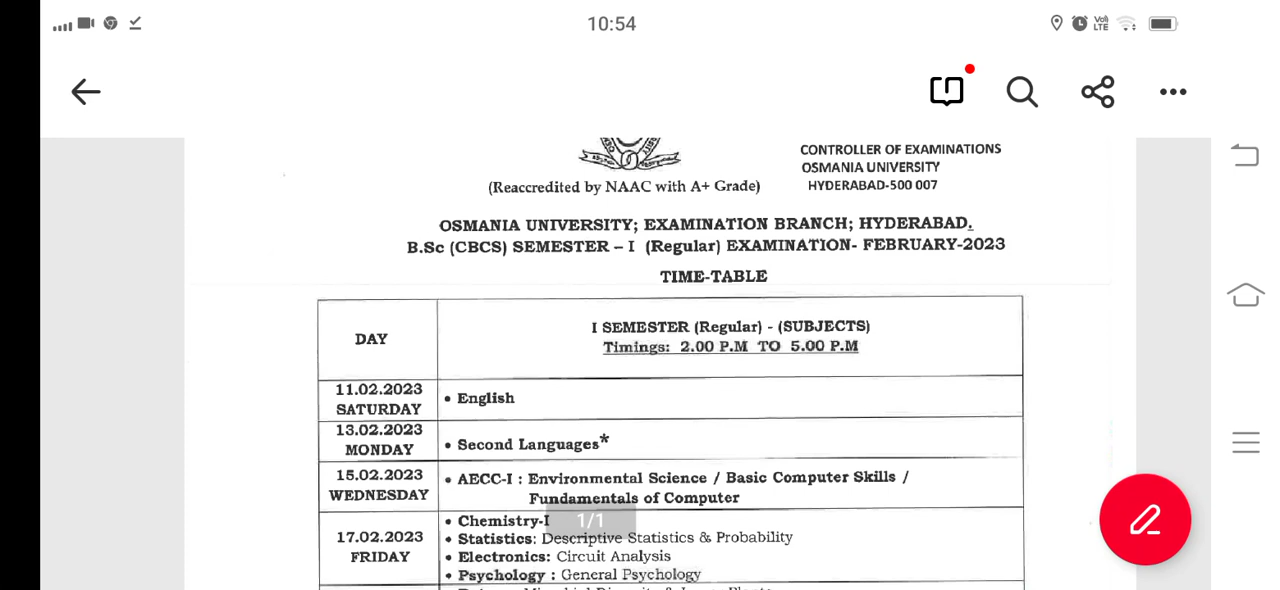 10:54
Vol)
LTE
CONTROLLER OF EXAMINATIONS
OSMANIA UNIVERSITY
HYDERABAD-500 007
(Reaccredited by NAAC with A+ Grade)
OSMANIA UNIVERSITY; EXAMINATION BRANCH; HYDERABAD.
B.Sc (CBCS) SEMESTER – I (Regular) EXAMINATION- FEBRUARY-2023
TIME-TABLE
DAY
I SEMESTER (Regular) - (SUBJECTS)
Timings: 2.00 P.M TO 5.00 P.M
11.02.2023
SATURDAY
• English
13.02.2023
MONDAY
• Second Languages*
15.02.2023
WEDNESDAY
• AECC-I : Environmental Science / Basic Computer Skills /
Fundamentals of Computer
17.02.2023
FRIDAY
• Chemistry-I
• Statistics: Descriptive Statistics & Probability
• Electronics: Circuit Analysis
• Psychology : General Psychology
1/1